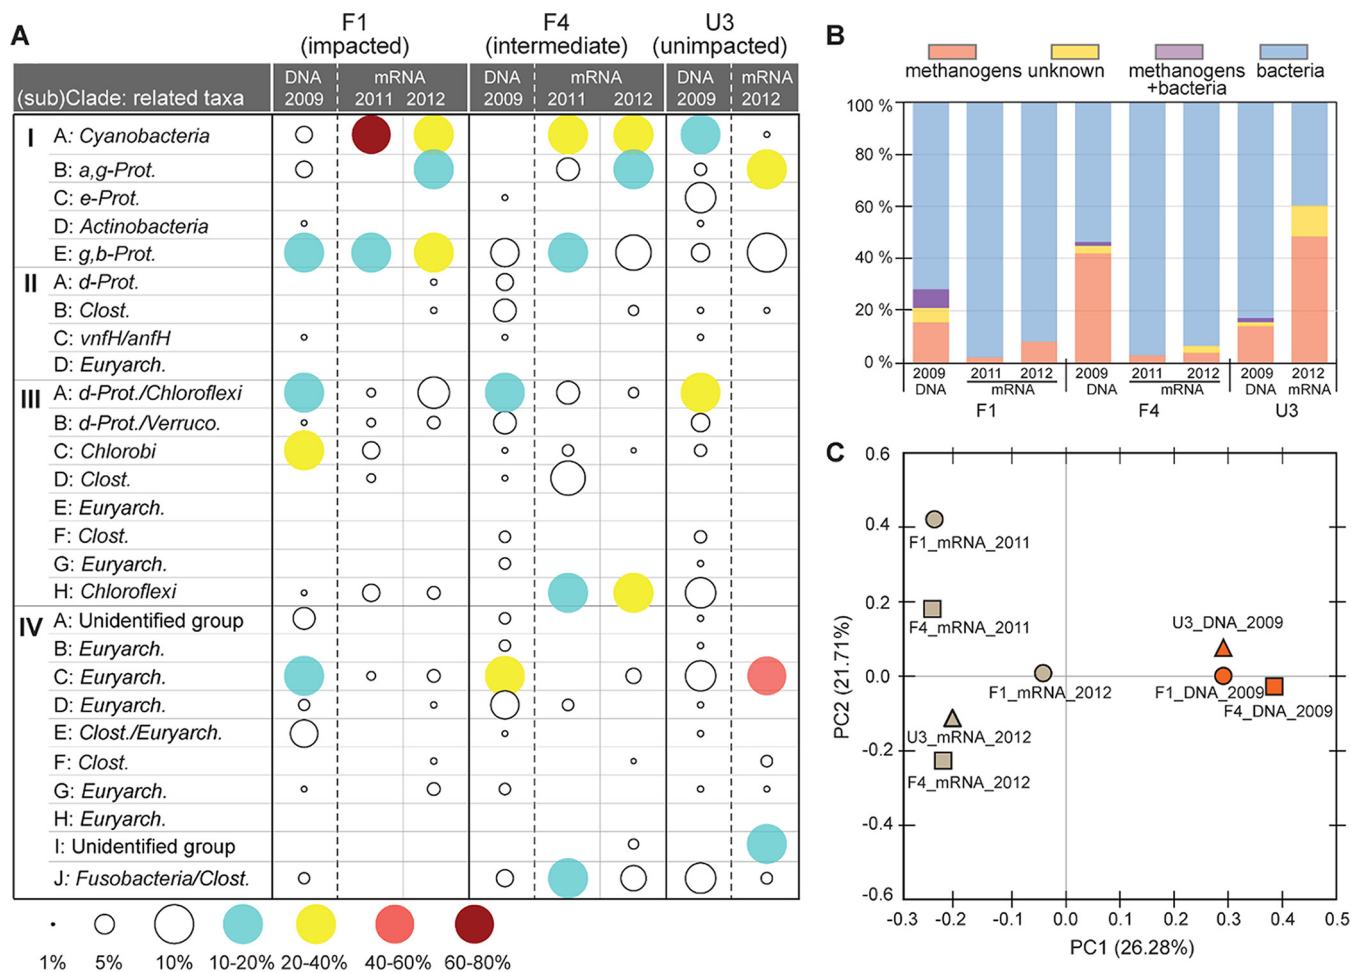 A
F1
(impacted)
F4
(intermediate)
U3
(unimpacted)
(sub)Clade: related taxa
DNA mRNA DNA mRNA DNA mRNA
2009 2011 2012 2009 2011 2012 2009 2012
I A: Cyanobacteria
B: a,g-Prot.
C: e-Prot.
D: Actinobacteria
E: g,b-Prot.
II A: d-Prot.
B: Clost.
C: vnfH/anfH
D: Euryarch.
III A: d-Prot./Chloroflexi
B: d-Prot./Verruco.
C: Chlorobi
D: Clost.
E: Euryarch.
F: Clost.
G: Euryarch.
H: Chloroflexi
IV A: Unidentified group
B: Euryarch.
C: Euryarch.
D: Euryarch.
E: Clost./Euryarch.
F: Clost.
G: Euryarch.
H: Euryarch.
I: Unidentified group
J: Fusobacteria/Clost.
1% 5% 10% 10-20% 20-40% 40-60% 60-80%
B
methanogens unknown methanogens bacteria
+bacteria
100 %
80 %
60 %
40 %
20 %
0 %
2009 2011 2012 2009 2011 2012 2009 2012
DNA mRNA DNA mRNA DNA mRNA
F1 F4 U3
C
0.6
0.4
0.2
0.0
-0.2
-0.4
-0.6
PC2 (21.71%)
F1_mRNA_2011
F4_mRNA_2011
U3_DNA_2009
F1_mRNA_2012
F1_DNA_2009
F4_DNA_2009
U3_mRNA_2012
F4_mRNA_2012
-0.3 -0.2 -0.1 0.0 0.1 0.2 0.3 0.4 0.5
PC1 (26.28%)